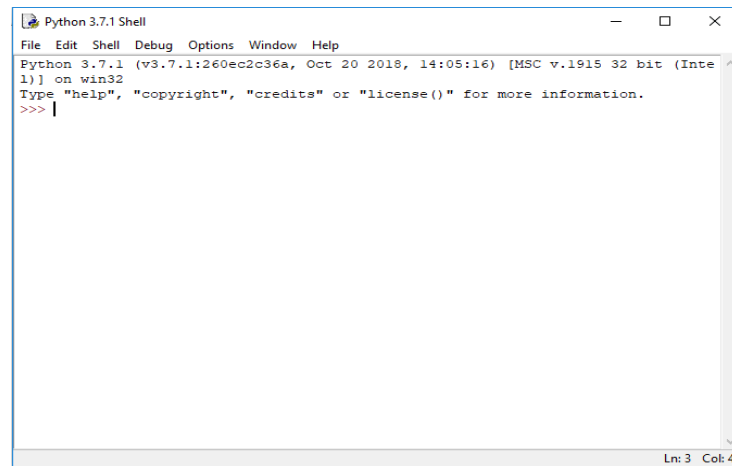 Python 3.7.1 Shell
File Edit Shell Debug Options Window Help
Python 3.7.1 (v3.7.1:260ec2c36a, Oct 20 2018, 14:05:16) [MSC v.1915 32 bit (Inte
l)] on win32
Type "help", "copyright", "credits" or "license()" for more information.
>>>
Ln: 3 Col: 4